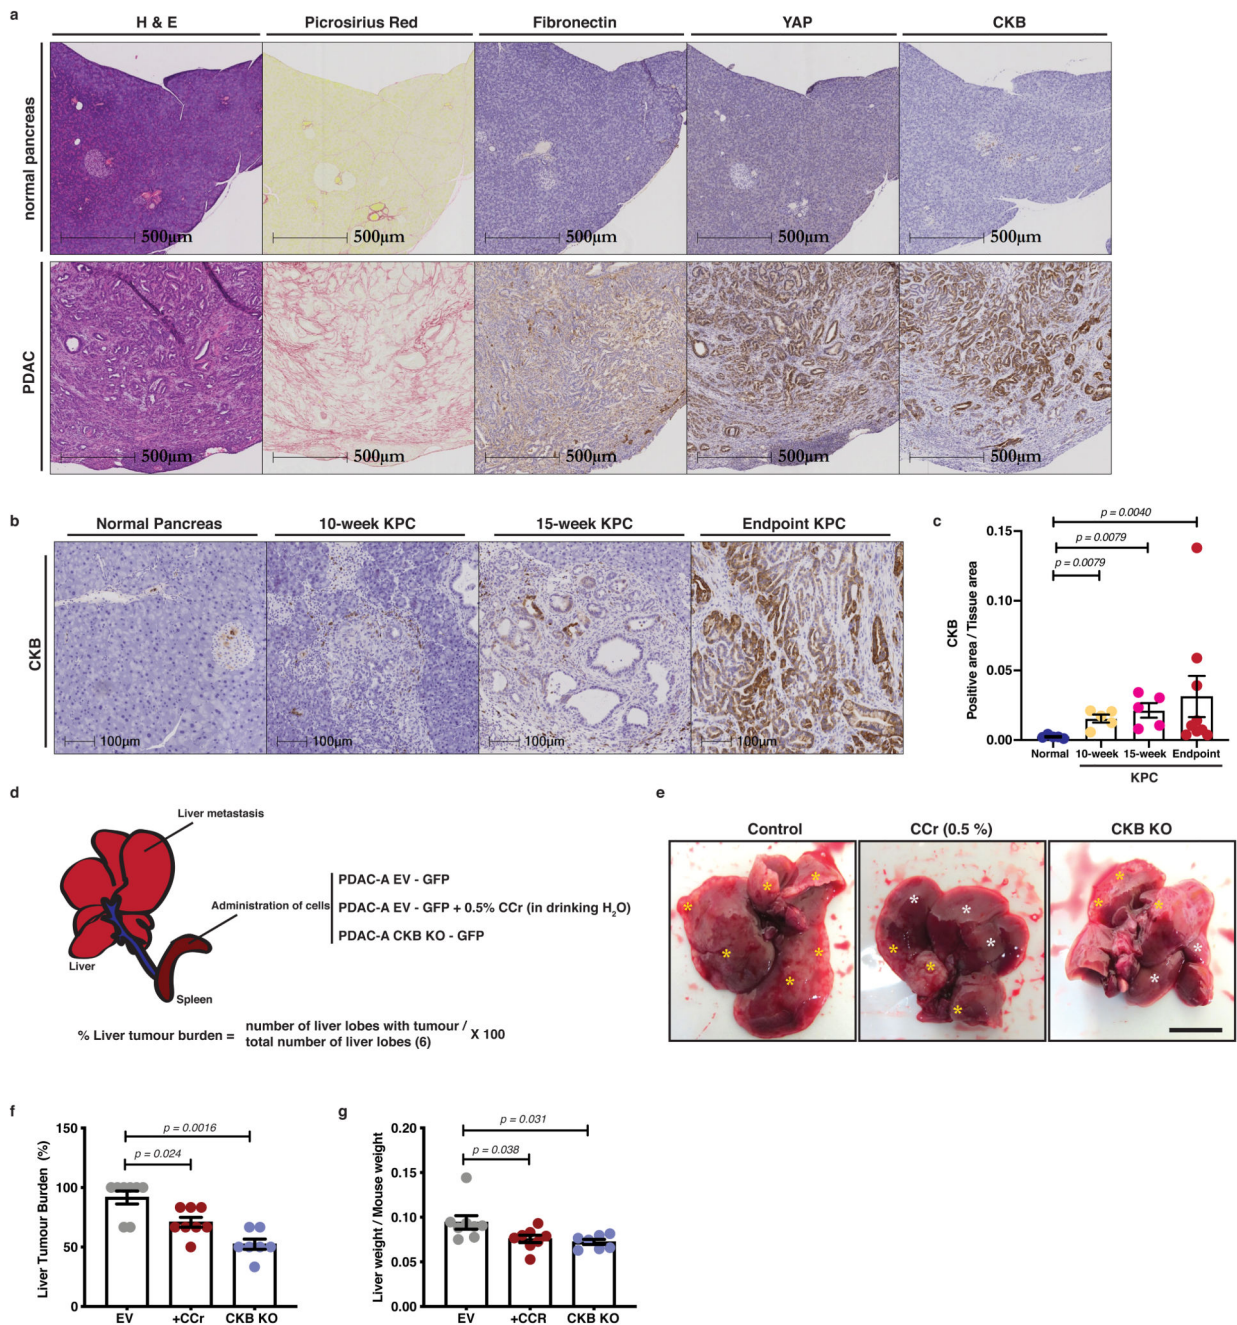 a
H & E
Picrosirius Red
Fibronectin
YAP
CKB
normal pancreas
500µm
500µm
500µm
500µm
500µm
PDAC
500µm
500µm
500µm
500µm
500µm
b
Normal Pancreas
10-week KPC
15-week KPC
Endpoint KPC
CKB
100µm
100µm
100µm
100µm
c
p = 0.0040
p = 0.0079
p = 0.0079
CKB
Positive area / Tissue area
0.15
0.10
0.05
0.00
Normal
10-week
15-week
Endpoint
KPC
d
Liver metastasis
Administration of cells
PDAC-A EV - GFP
PDAC-A EV - GFP + 0.5% CCr (in drinking H₂O)
PDAC-A CKB KO - GFP
Liver
Spleen
% Liver tumour burden = number of liver lobes with tumour / total number of liver lobes (6) X 100
e
Control
CCr (0.5 %)
CKB KO
f
Liver Tumour Burden (%)
150
100
50
0
p = 0.0016
p = 0.024
EV
+CCr
CKB KO
g
Liver weight / Mouse weight
0.20
0.15
0.10
0.05
0.00
p = 0.031
p = 0.038
EV
+CCR
CKB KO